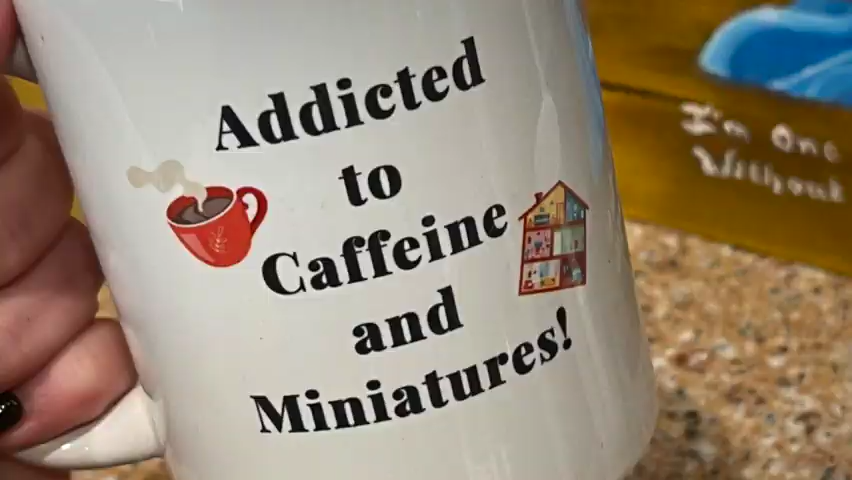 Addicted
to
Caffeine
and
Miniatures!
I'm One
Without